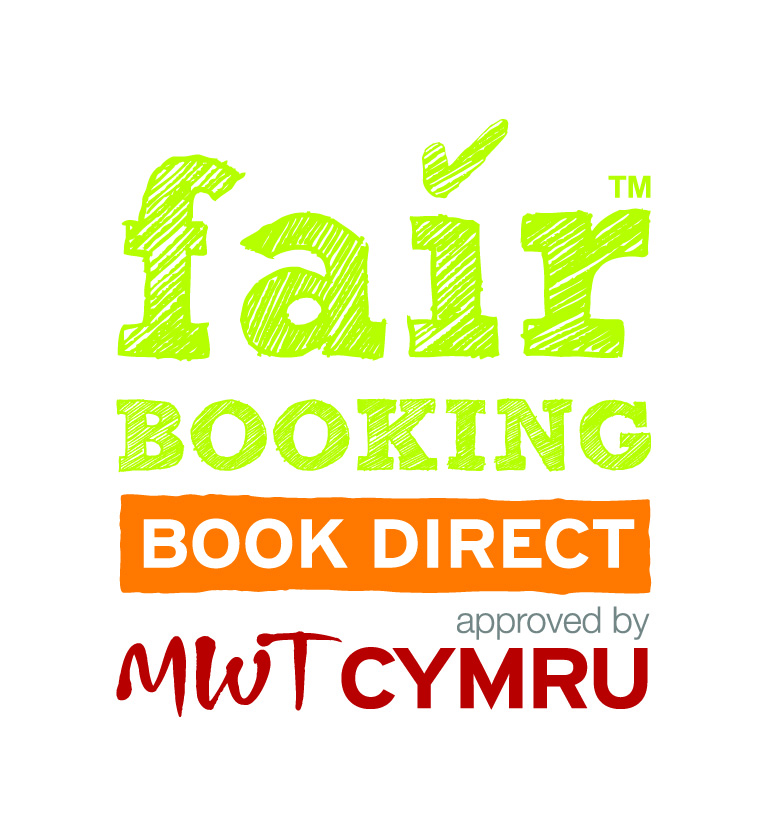 fair™
BOOKING
BOOK DIRECT
approved by
MWT CYMRU